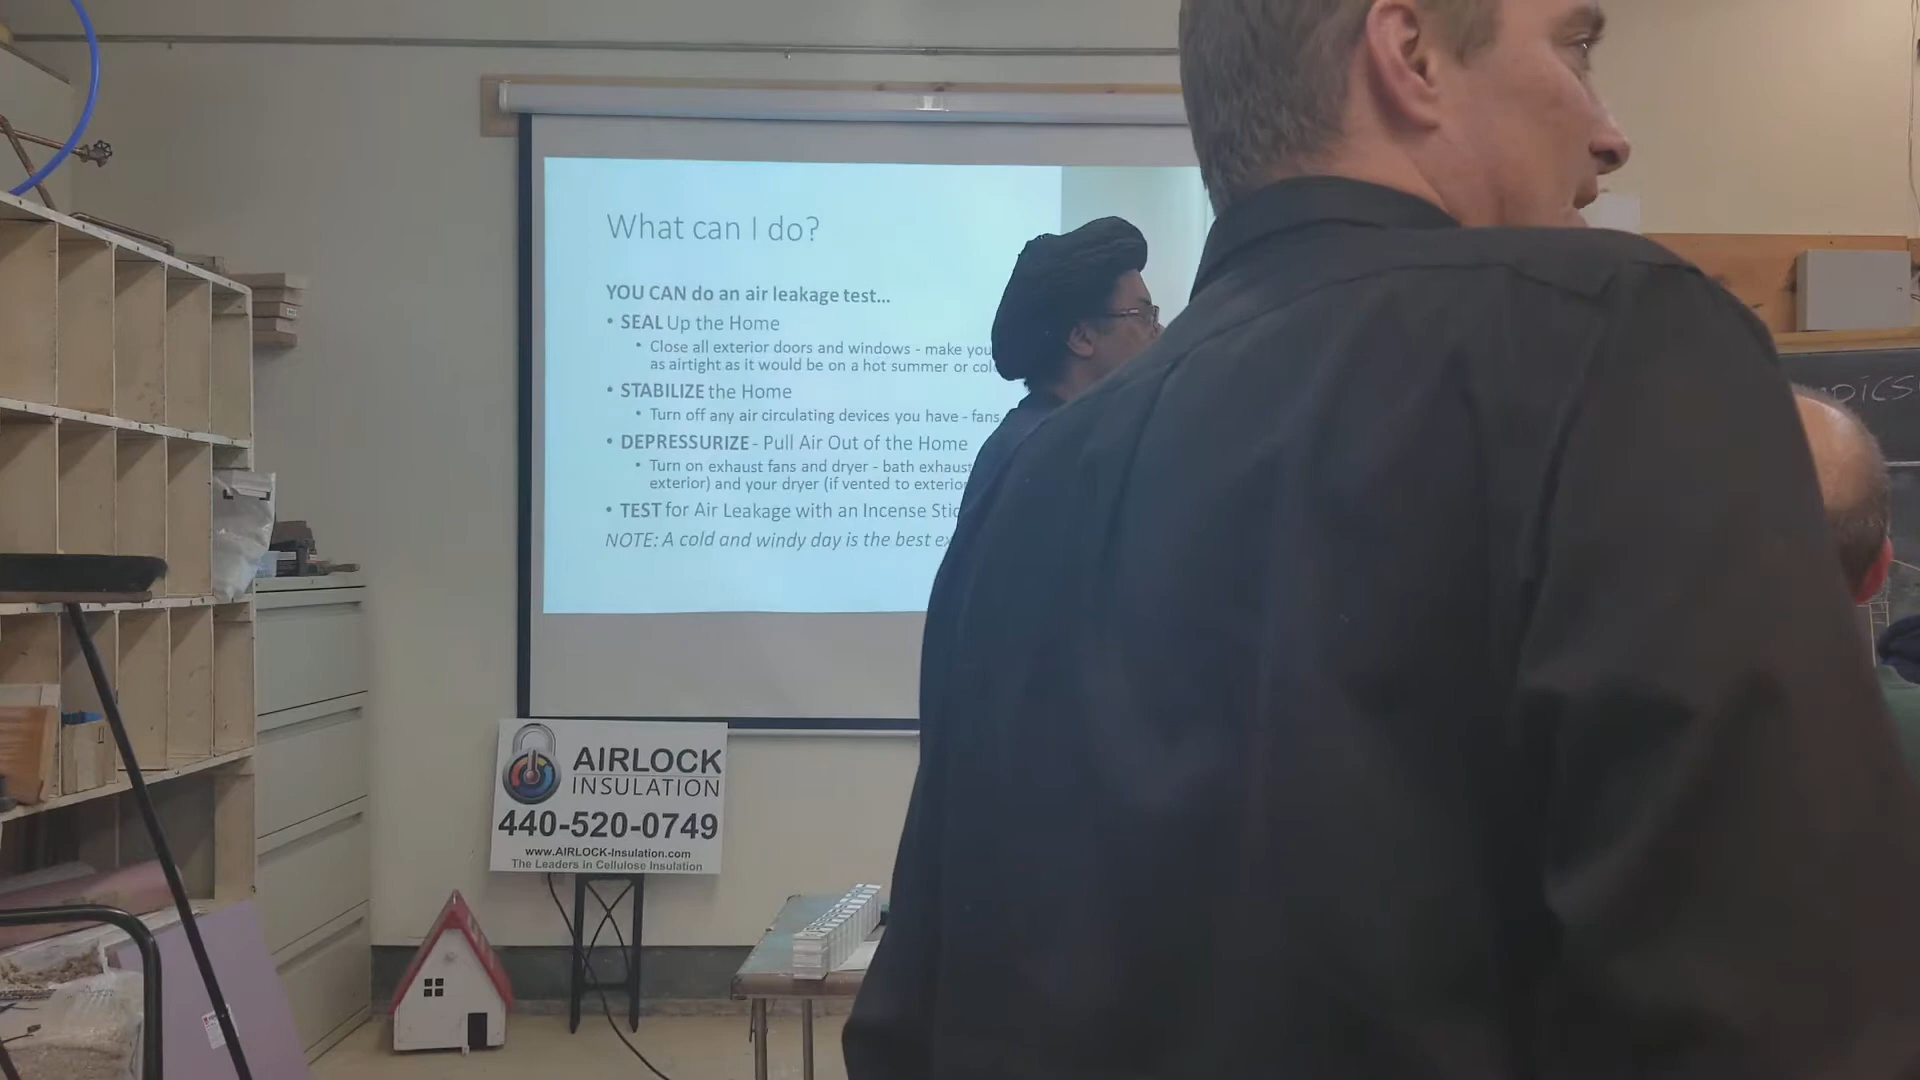 What can I do?
YOU CAN do an air leakage test...
• SEAL Up the Home
• Close all exterior doors and windows - make you
as airtight as it would be on a hot summer or
• STABILIZE the Home
• Turn off any air circulating devices you have - fans
• DEPRESSURIZE - Pull Air Out of the Home
• Turn on exhaust fans and dryer - bath exhaust
exterior) and your dryer (if vented to
• TEST for Air Leakage with an Incense
NOTE: A cold and windy day is the best
AIRLOCK
INSULATION
440-520-0749
www.AIRLOCK-Insulation.com
The Leaders in Cellulose Insulation